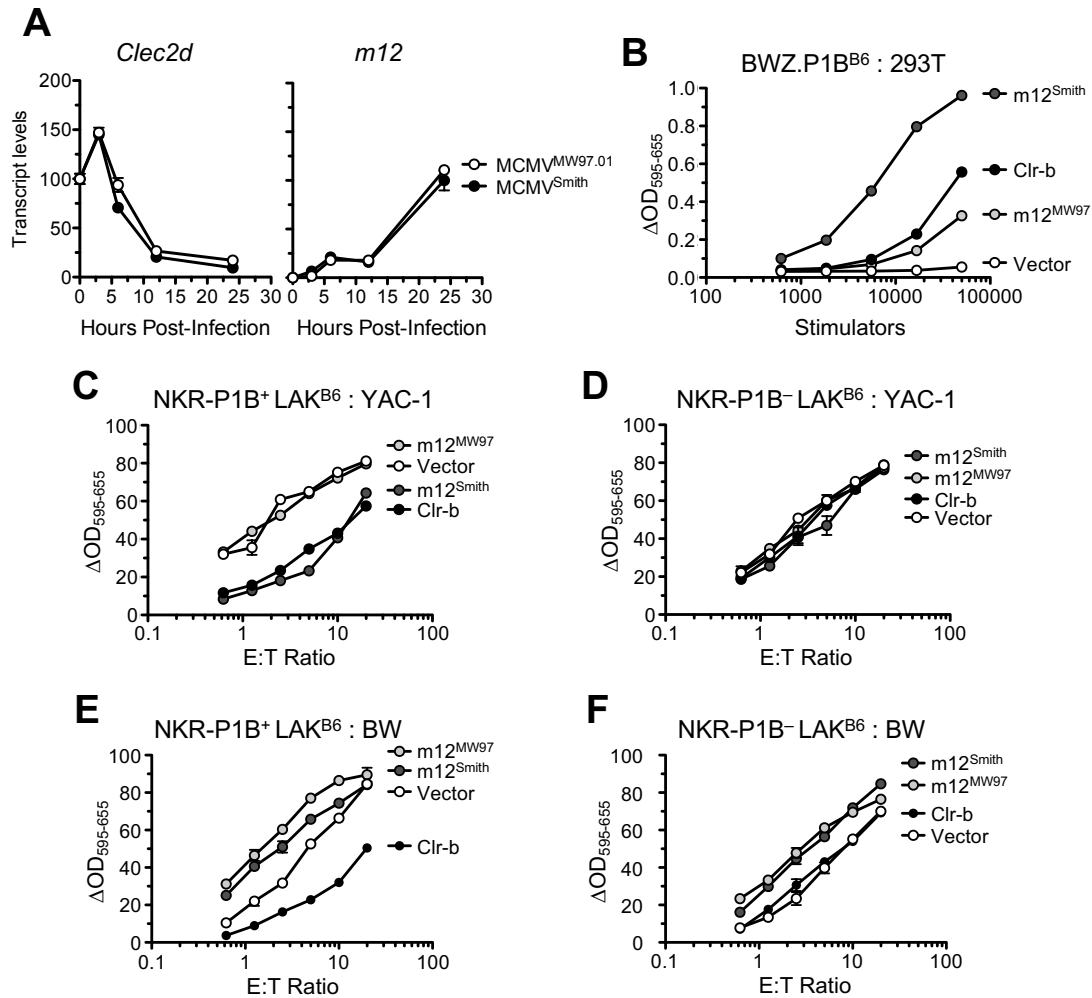 A
Clec2d
m12
Transcript levels
200
150
100
50
0
0 5 10 15 20 25 30
0 5 10 15 20 25 30
Hours Post-Infection
Hours Post-Infection
MCMV^MW97.01
MCMV^Smith
B
BWZ.P1B^B6 : 293T
ΔOD₅₉₅₋₆₅₅
1.0
0.8
0.6
0.4
0.2
0.0
100 1000 10000 100000
Stimulators
m12^Smith
Clr-b
m12^MW97
Vector
C
NKR-P1B⁺ LAK^B6 : YAC-1
ΔOD₅₉₅₋₆₅₅
100
80
60
40
20
0
0.1 1 10 100
E:T Ratio
m12^MW97
Vector
m12^Smith
Clr-b
D
NKR-P1B⁻ LAK^B6 : YAC-1
ΔOD₅₉₅₋₆₅₅
100
80
60
40
20
0
0.1 1 10 100
E:T Ratio
m12^Smith
m12^MW97
Clr-b
Vector
E
NKR-P1B⁺ LAK^B6 : BW
ΔOD₅₉₅₋₆₅₅
100
80
60
40
20
0
0.1 1 10 100
E:T Ratio
m12^MW97
m12^Smith
Vector
Clr-b
F
NKR-P1B⁻ LAK^B6 : BW
ΔOD₅₉₅₋₆₅₅
100
80
60
40
20
0
0.1 1 10 100
E:T Ratio
m12^Smith
m12^MW97
Clr-b
Vector